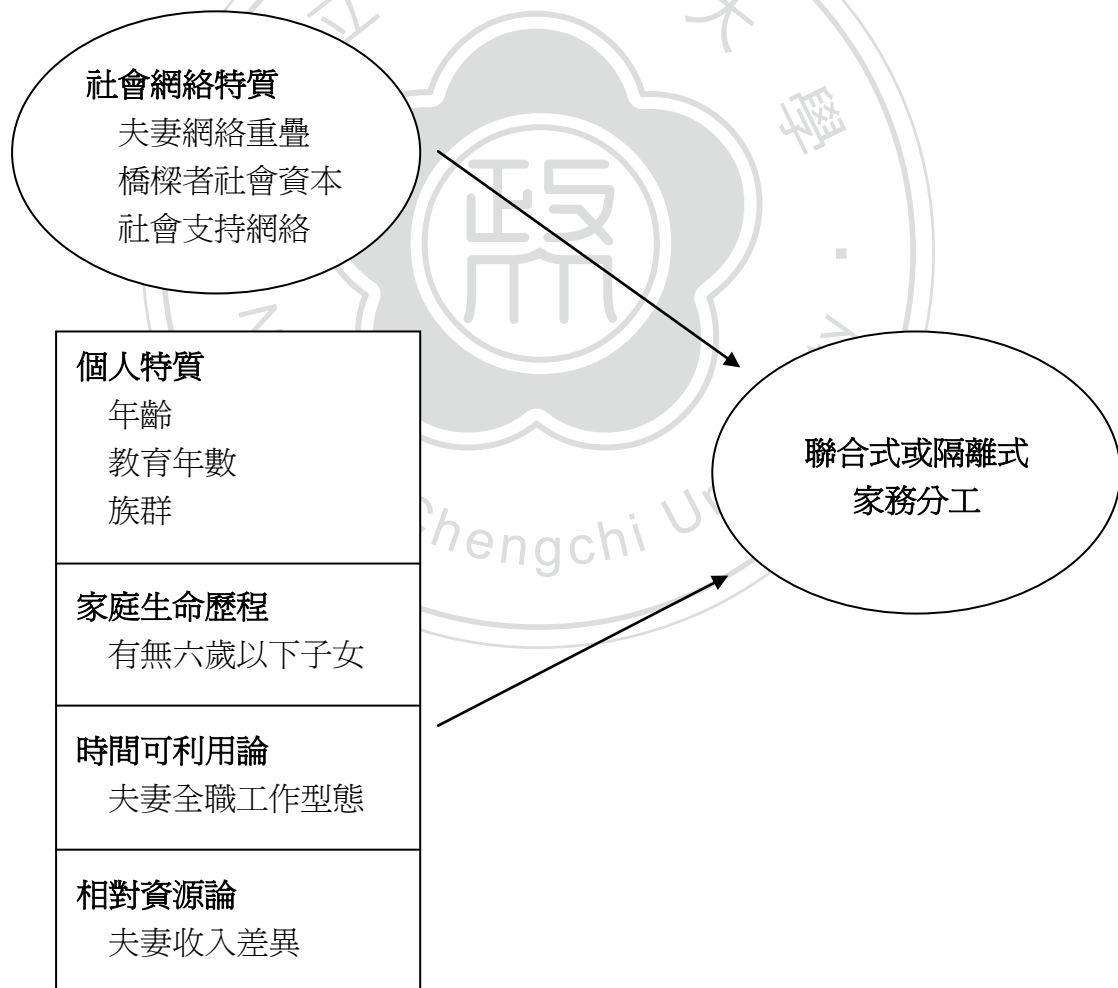 社會網絡特質
夫妻網絡重疊
橋樑者社會資本
社會支持網絡
個人特質
年齡
教育年數
族群
家庭生命歷程
有無六歲以下子女
時間可利用論
夫妻全職工作型態
相對資源論
夫妻收入差異
聯合式或隔離式
家務分工
立
大
學
政
Chengchi